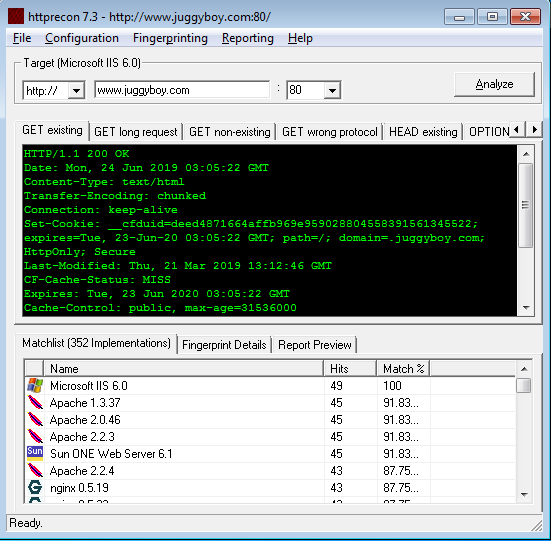 httprecon 7.3 - http://www.juggyboy.com:80/
File Configuration Fingerprinting Reporting Help
Target (Microsoft IIS 6.0)
http:// www.juggyboy.com : 80 Analyze
GET existing GET long request GET non-existing GET wrong protocol HEAD existing OPTION
HTTP/1.1 200 OK
Date: Mon, 24 Jun 2019 03:05:22 GMT
Content-Type: text/html
Transfer-Encoding: chunked
Connection: keep-alive
Set-Cookie: __cfduid=deed4871664affb969e959028804558391561345522;
expires=Tue, 23-Jun-20 03:05:22 GMT; path=/; domain=.juggyboy.com;
HttpOnly; Secure
Last-Modified: Thu, 21 Mar 2019 13:12:46 GMT
CF-Cache-Status: MISS
Expires: Tue, 23 Jun 2020 03:05:22 GMT
Cache-Control: public, max-age=31536000
Matchlist (352 Implementations) Fingerprint Details Report Preview
Name Hits Match %
Microsoft IIS 6.0 49 100
Apache 1.3.37 45 91.83...
Apache 2.0.46 45 91.83...
Apache 2.2.3 45 91.83...
Sun Sun ONE Web Server 6.1 45 91.83...
Apache 2.2.4 43 87.75...
nginx 0.5.19 43 87.75...
Ready.